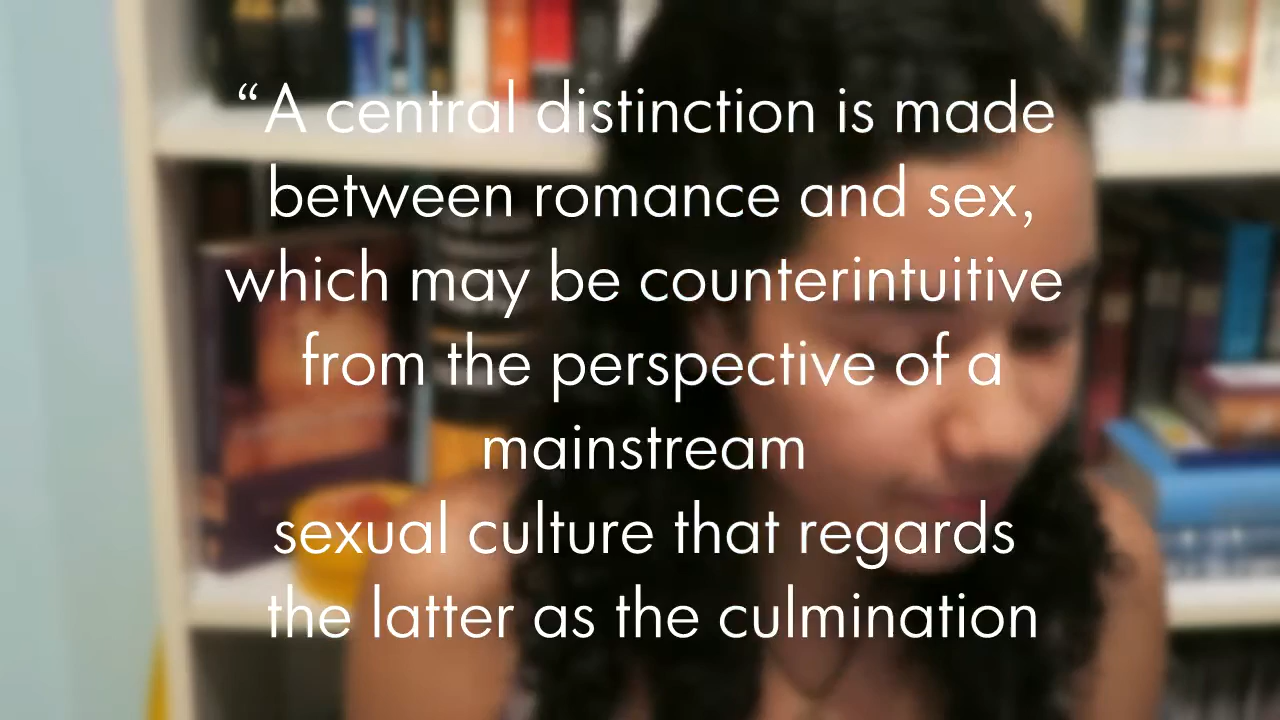 “A central distinction is made
between romance and sex,
which may be counterintuitive
from the perspective of a
mainstream
sexual culture that regards
the latter as the culmination